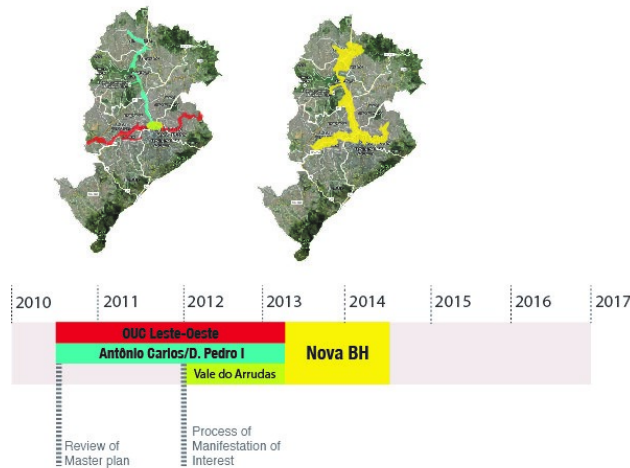 2010
2011
2012
2013
2014
2015
2016
2017
OUC Leste-Oeste
Antônio Carlos/D. Pedro I
Vale do Arrudas
Nova BH
Review of
Master plan
Process of
Manifestation of
Interest